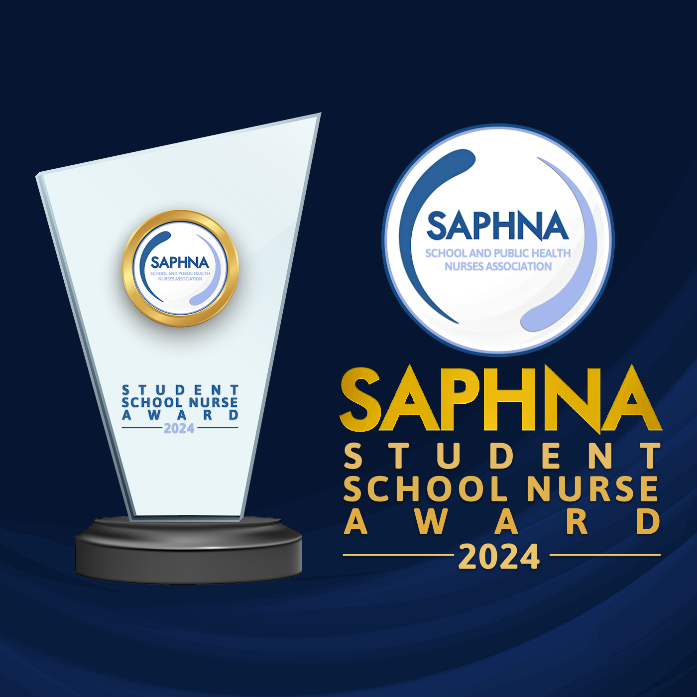 SAPHNA
SCHOOL AND PUBLIC HEALTH
NURSES ASSOCIATION
STUDENT
SCHOOL NURSE
AWARD
2024
SAPHNA
SCHOOL AND PUBLIC HEALTH
NURSES ASSOCIATION
SAPHNA
STUDENT
SCHOOL NURSE
AWARD
2024